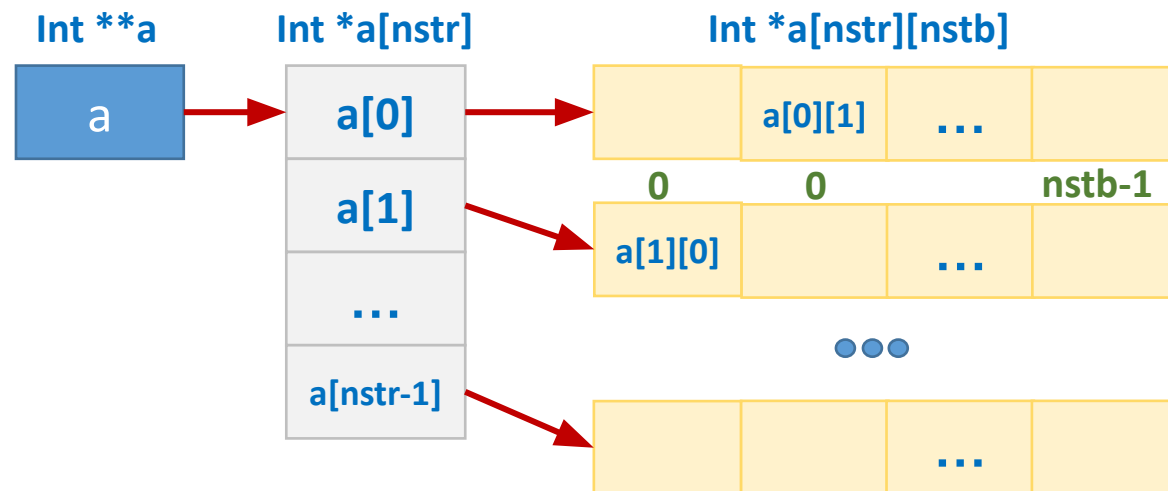 Int **a
Int *a[nstr]
Int *a[nstr][nstb]
a
a[0]
a[0][1]
...
0
0
nstb-1
a[1]
a[1][0]
...
...
a[nstr-1]
...